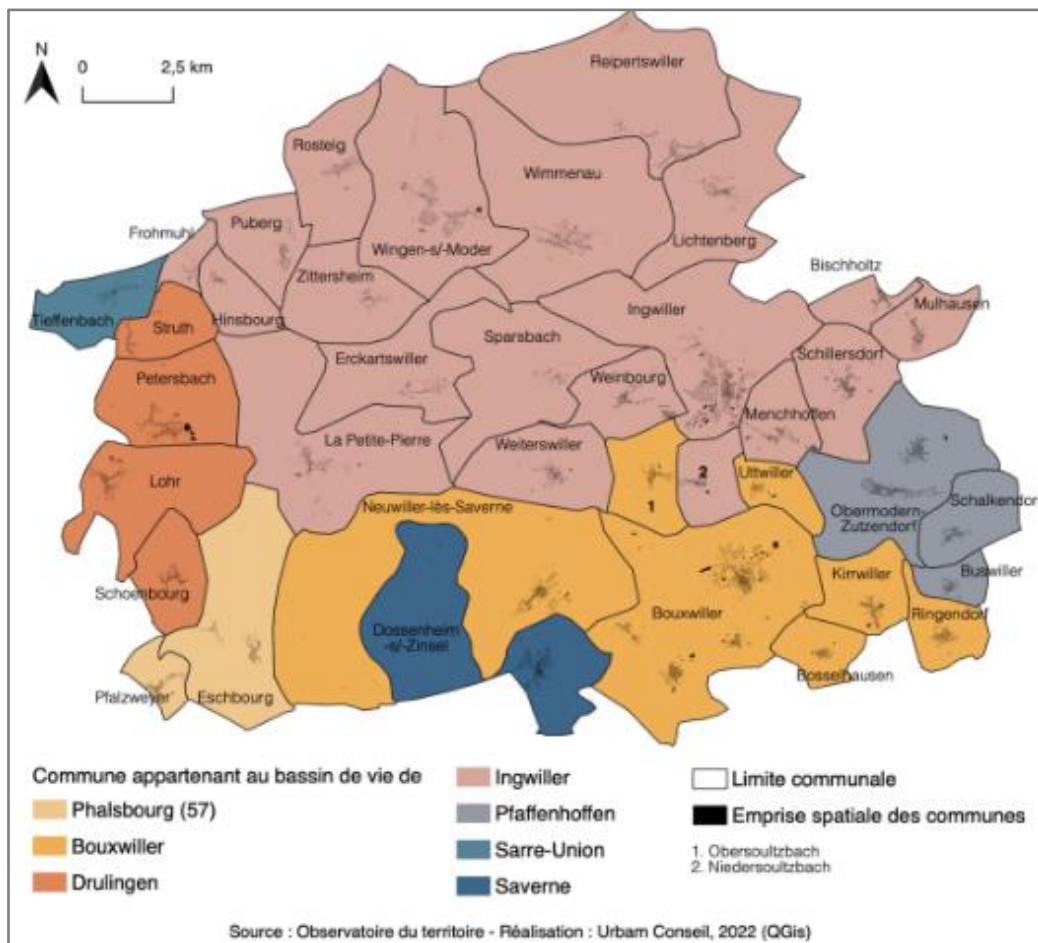 N
0 2,5 km
Reipertswiller
Rosteig
Wimmenau
Puberg
Frohmuhl
Wingen-s/-Moder
Lichtenberg
Zittersheim
Bischholtz
Tieffenbach
Struth
Hinsbourg
Ingwiller
Mulhausen
Sparsbach
Erckartswiller
Schillersdorf
Petersbach
Weinbourg
Menchhoffen
La Petite-Pierre
Weiterswiller
2
Uttwiller
Lohr
1
Neuwiller-lès-Saverne
Obermodern-
Zutzendorf
Schalkendorf
Schoenbourg
Buswiller
Kirrwiller
Bouxwiller
Ringendorf
Dossenheim
-s/-Zinsel
Bosselhausen
Pfalzweyer
Eschbourg
Commune appartenant au bassin de vie de
Phalsbourg (57)
Bouxwiller
Drulingen
Ingwiller
Pfaffenhoffen
Sarre-Union
Saverne
Limite communale
Emprise spatiale des communes
1. Obersoultzbach
2. Niedersoultzbach
Source : Observatoire du territoire - Réalisation : Urbam Conseil, 2022 (QGis)